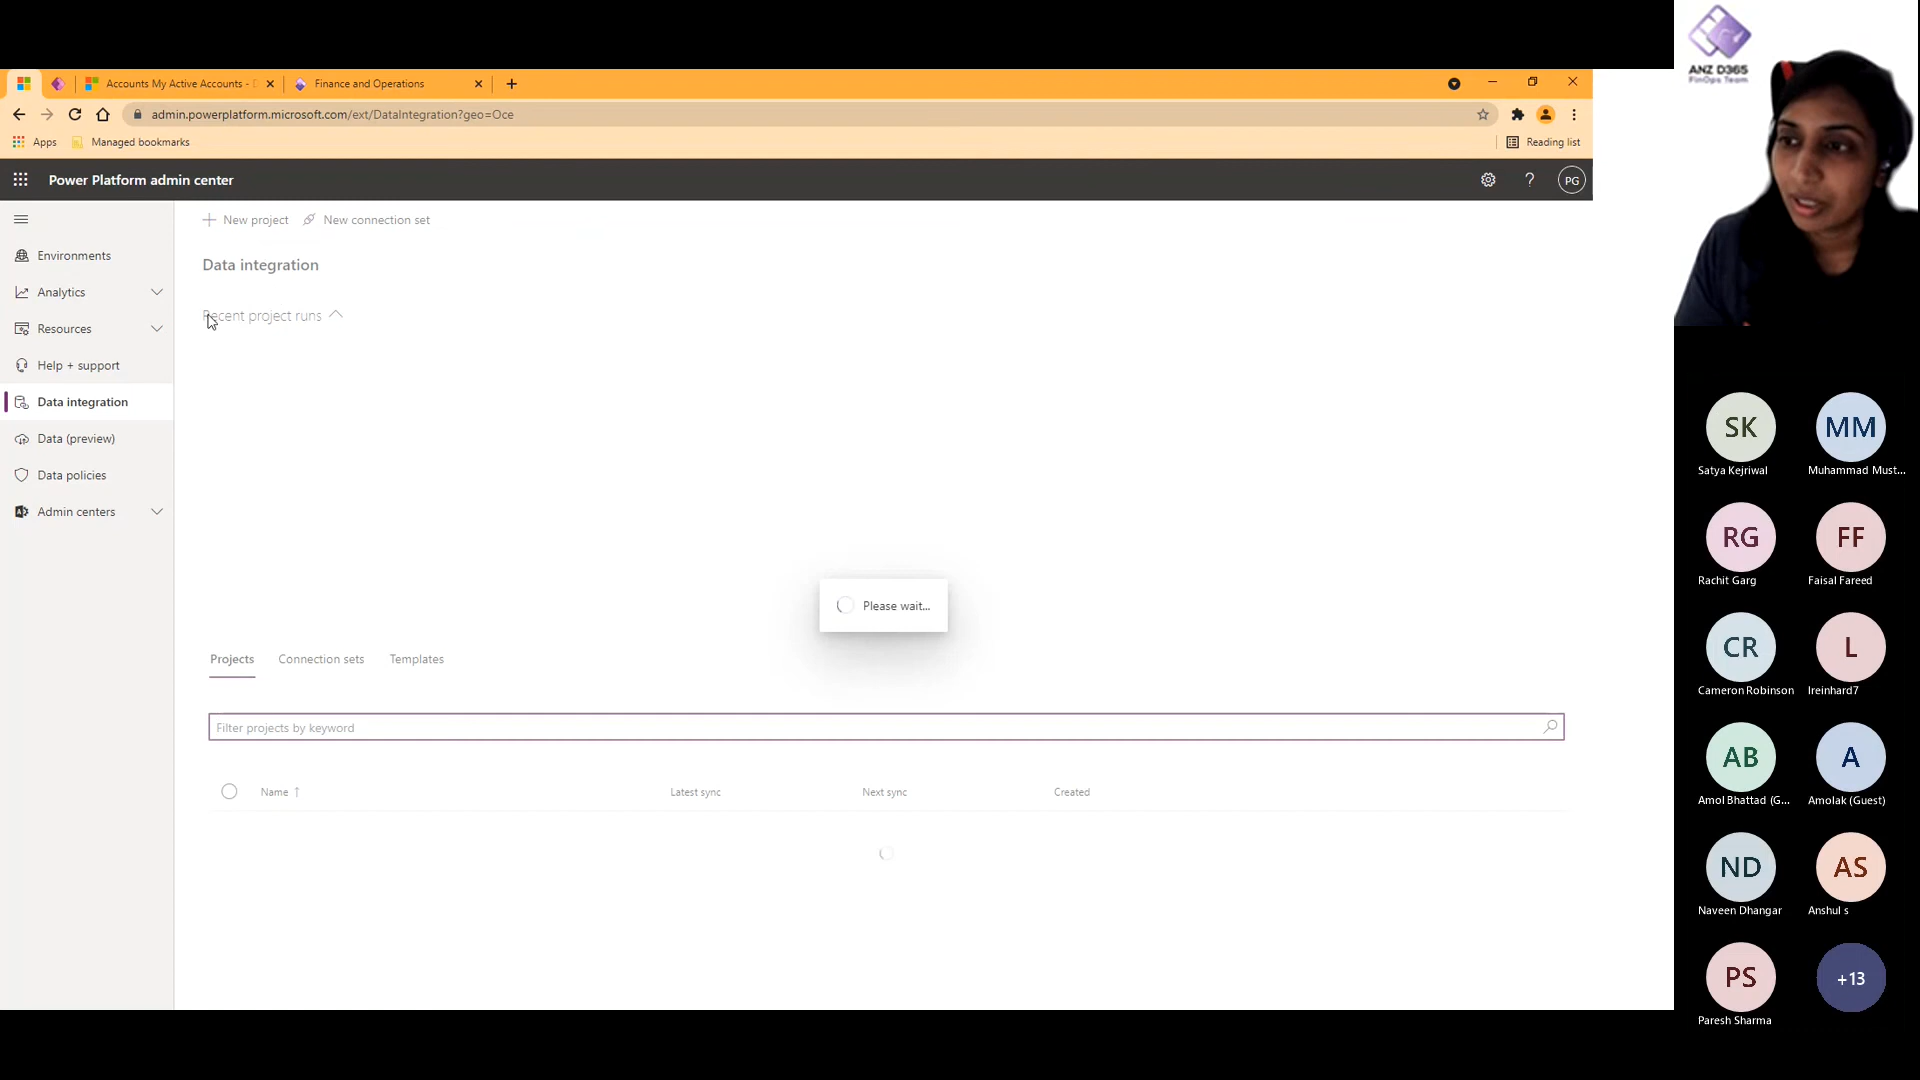 Accounts My Active Accounts - D
Finance and Operations
admin.powerplatform.microsoft.com/ext/DataIntegration?geo=Oce
Apps
Managed bookmarks
Reading list
Power Platform admin center
?
PG
New project
New connection set
Environments
Analytics
Resources
Help + support
Data integration
Data (preview)
Data policies
Admin centers
Data integration
Recent project runs
Please wait...
Projects
Connection sets
Templates
Filter projects by keyword
Name ↑
Latest sync
Next sync
Created
ANZ D365
FinOps Team
SK
Satya Kejriwal
MM
Muhammad Must...
RG
Rachit Garg
FF
Faisal Fareed
CR
Cameron Robinson
L
lreinhard7
AB
Amol Bhattad (G...
A
Amolak (Guest)
ND
Naveen Dhangar
AS
Anshul s
PS
Paresh Sharma
+13